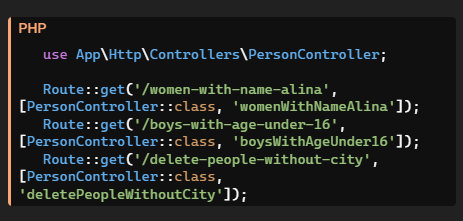 PHP
use App\Http\Controllers\PersonController;
Route::get('/women-with-name-alina',
[PersonController::class, 'womenWithNameAlina']);
Route::get('/boys-with-age-under-16',
[PersonController::class, 'boysWithAgeUnder16']);
Route::get('/delete-people-without-city',
[PersonController::class,
'deletePeopleWithoutCity']);